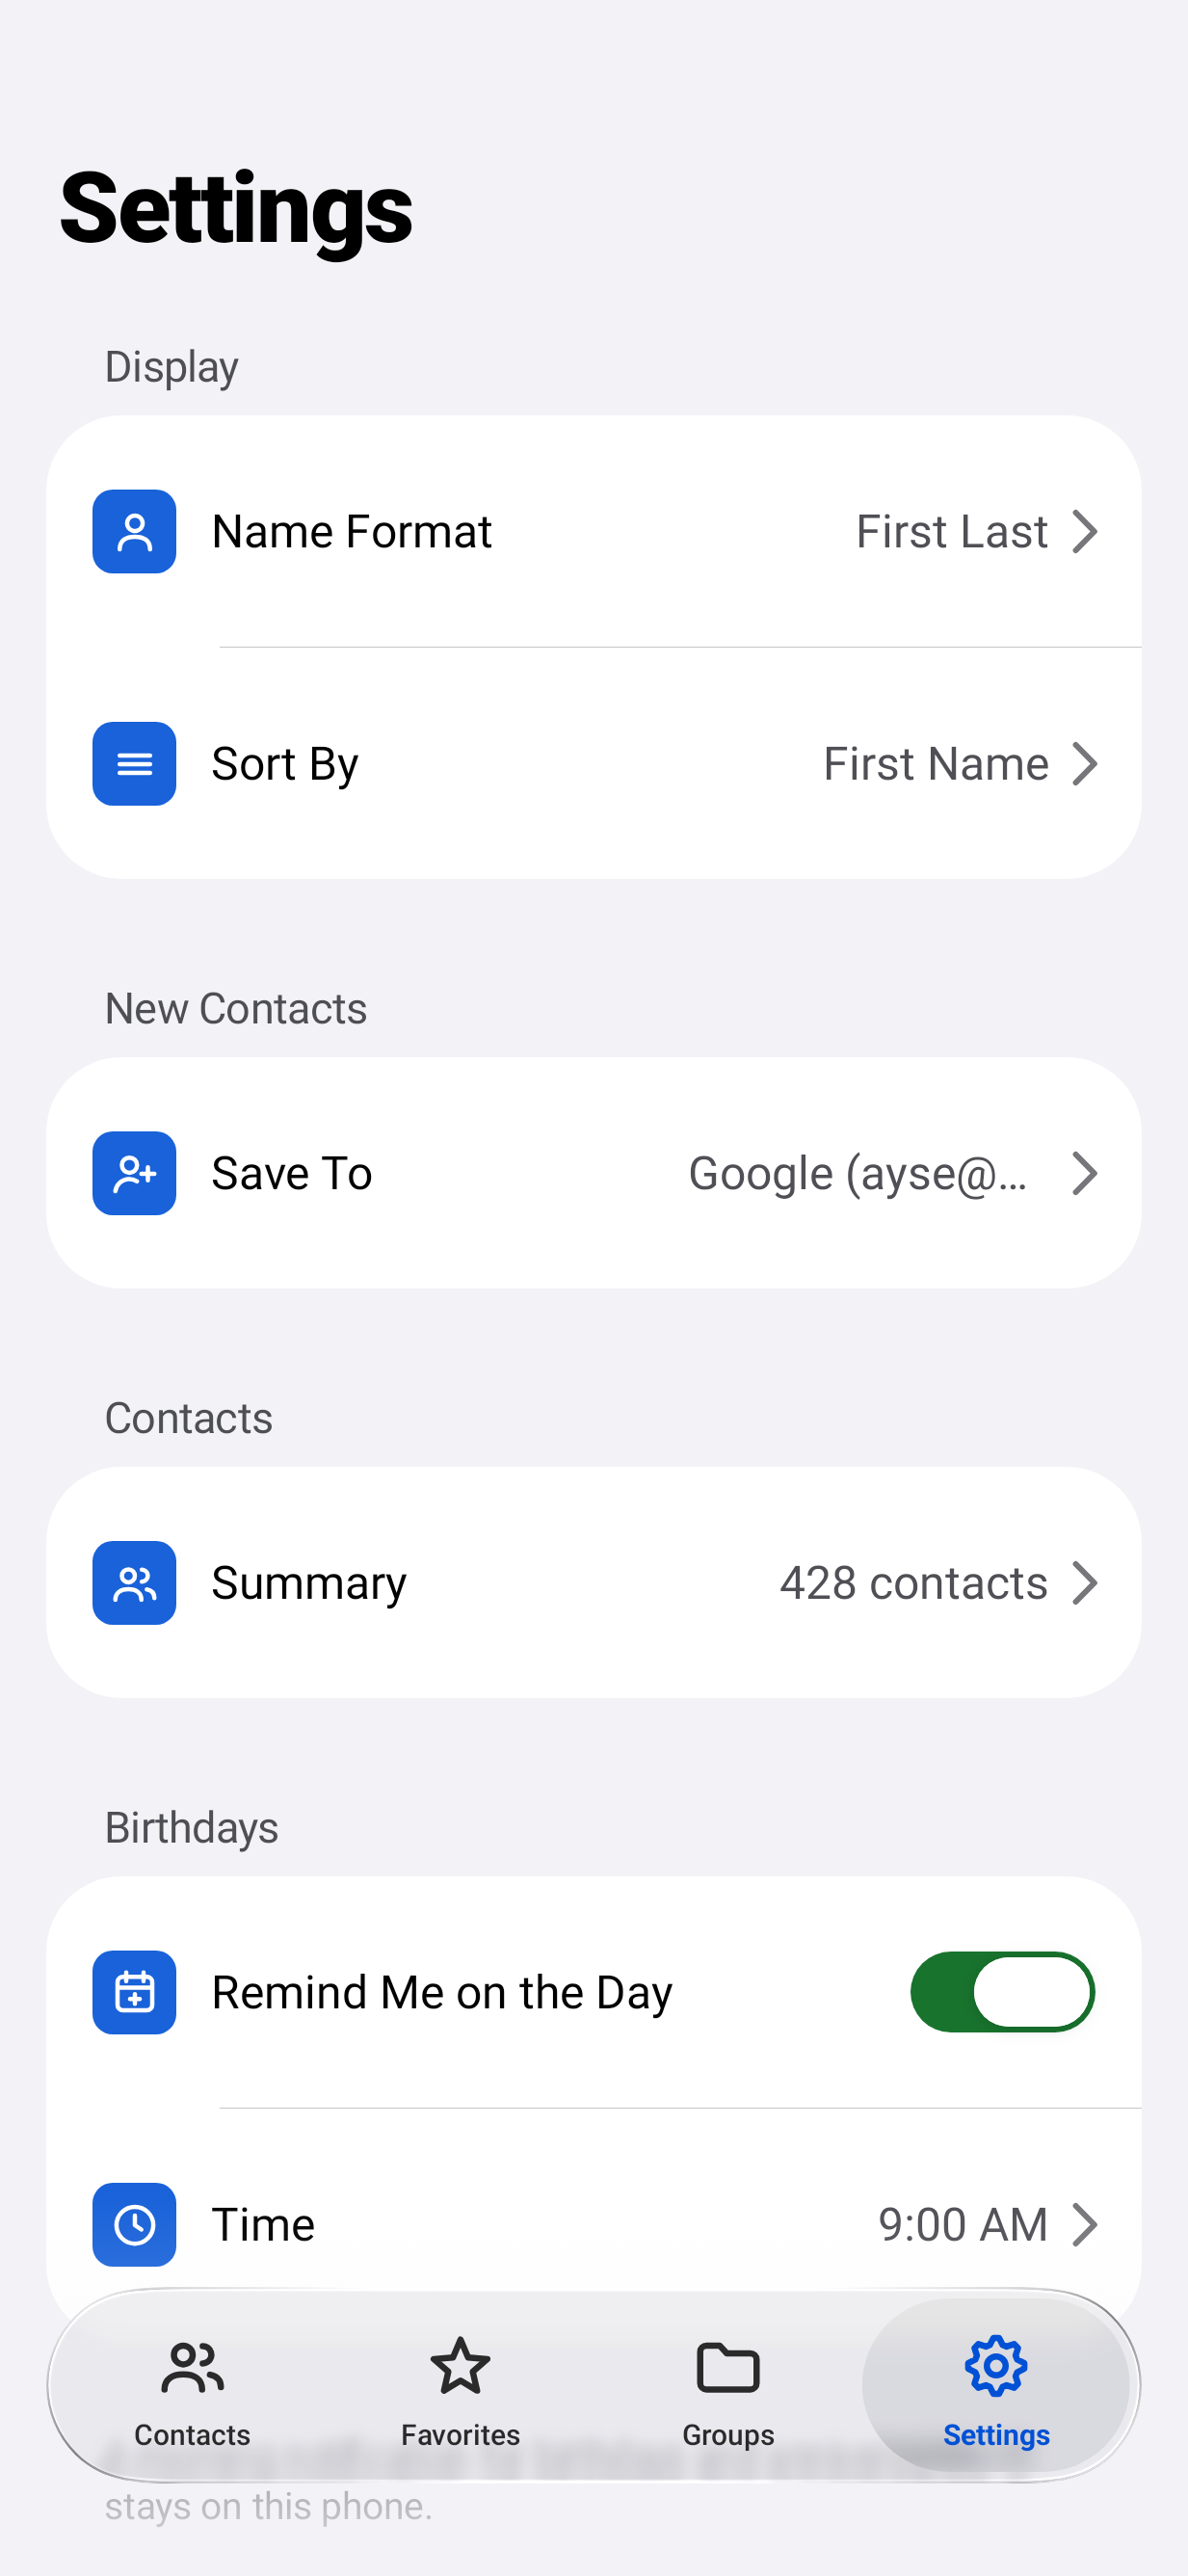 Settings
Display
Name Format
First Last
Sort By
First Name
New Contacts
Save To
Google (ayse@...
Contacts
Summary
428 contacts
Birthdays
Remind Me on the Day
Time
9:00 AM
Contacts
Favorites
Groups
Settings
stays on this phone.